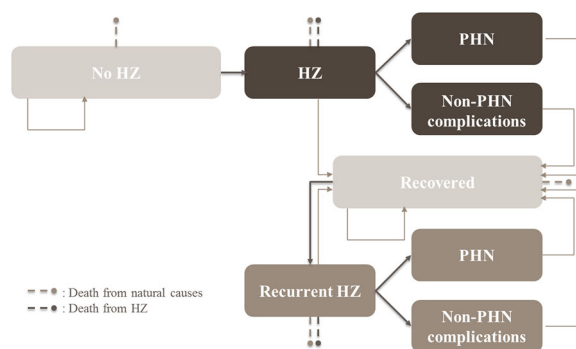 PHN
No HZ
HZ
Non-PHN
complications
Recovered
PHN
: Death from natural causes
: Death from HZ
Recurrent HZ
Non-PHN
complications